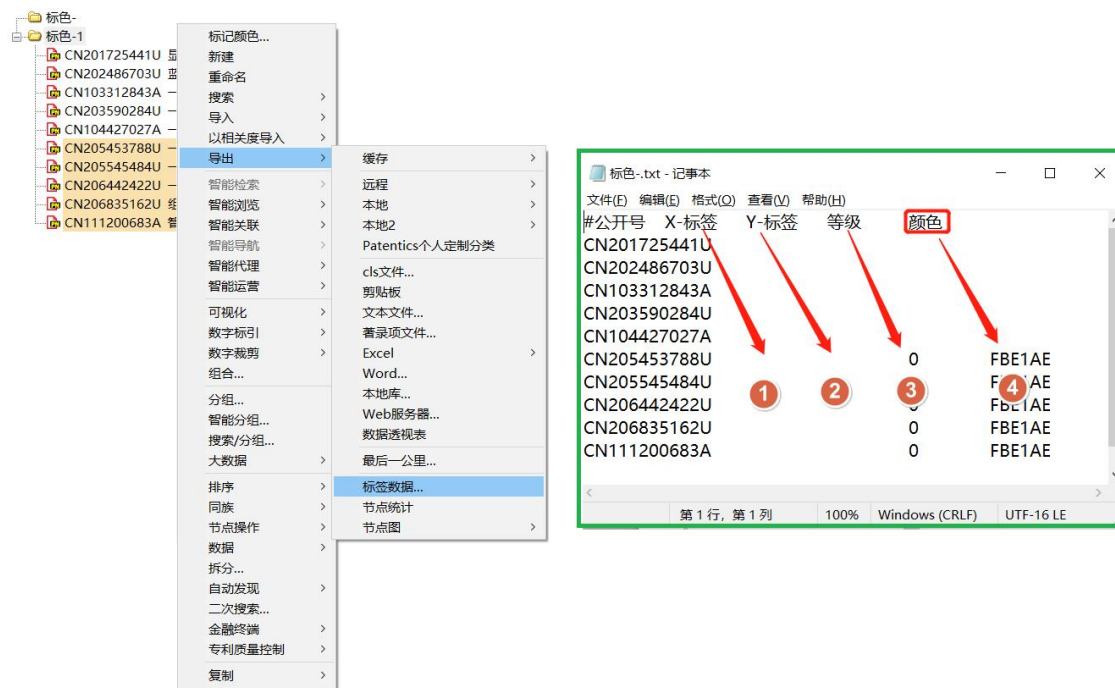 标色-
标色-1
CN201725441U 显
CN202486703U 蓝
CN103312843A 一
CN203590284U 一
CN104427027A 一
CN205453788U 一
CN205545484U 一
CN206442422U 一
CN206835162U 组
CN111200683A 智
标记颜色...
新建
重命名
搜索
导入
以相关度导入
导出
智能检索
智能浏览
智能关联
智能导航
智能代理
智能运营
可视化
数字标引
数字裁剪
组合...
分组...
智能分组...
搜索/分组...
大数据
排序
同族
节点操作
数据
拆分...
自动发现
二次搜索...
金融终端
专利质量控制
复制
缓存
远程
本地
本地2
Patentics个人定制分类
cls文件...
剪贴板
文本文件...
著录项文件...
Excel
Word...
本地库...
Web服务器...
数据透视表
最后一公里...
标签数据...
节点统计
节点图
标色-.txt - 记事本
文件(F) 编辑(E) 格式(O) 查看(V) 帮助(H)
#公开号 X-标签 Y-标签 等级 颜色
CN201725441U
CN202486703U
CN103312843A
CN203590284U
CN104427027A
CN205453788U 0 FBE1AE
CN205545484U AE
CN206442422U 0 FBE1AE
CN206835162U 0 FBE1AE
CN111200683A 0 FBE1AE
1 2 3 4
第 1 行，第 1 列 100% Windows (CRLF) UTF-16 LE